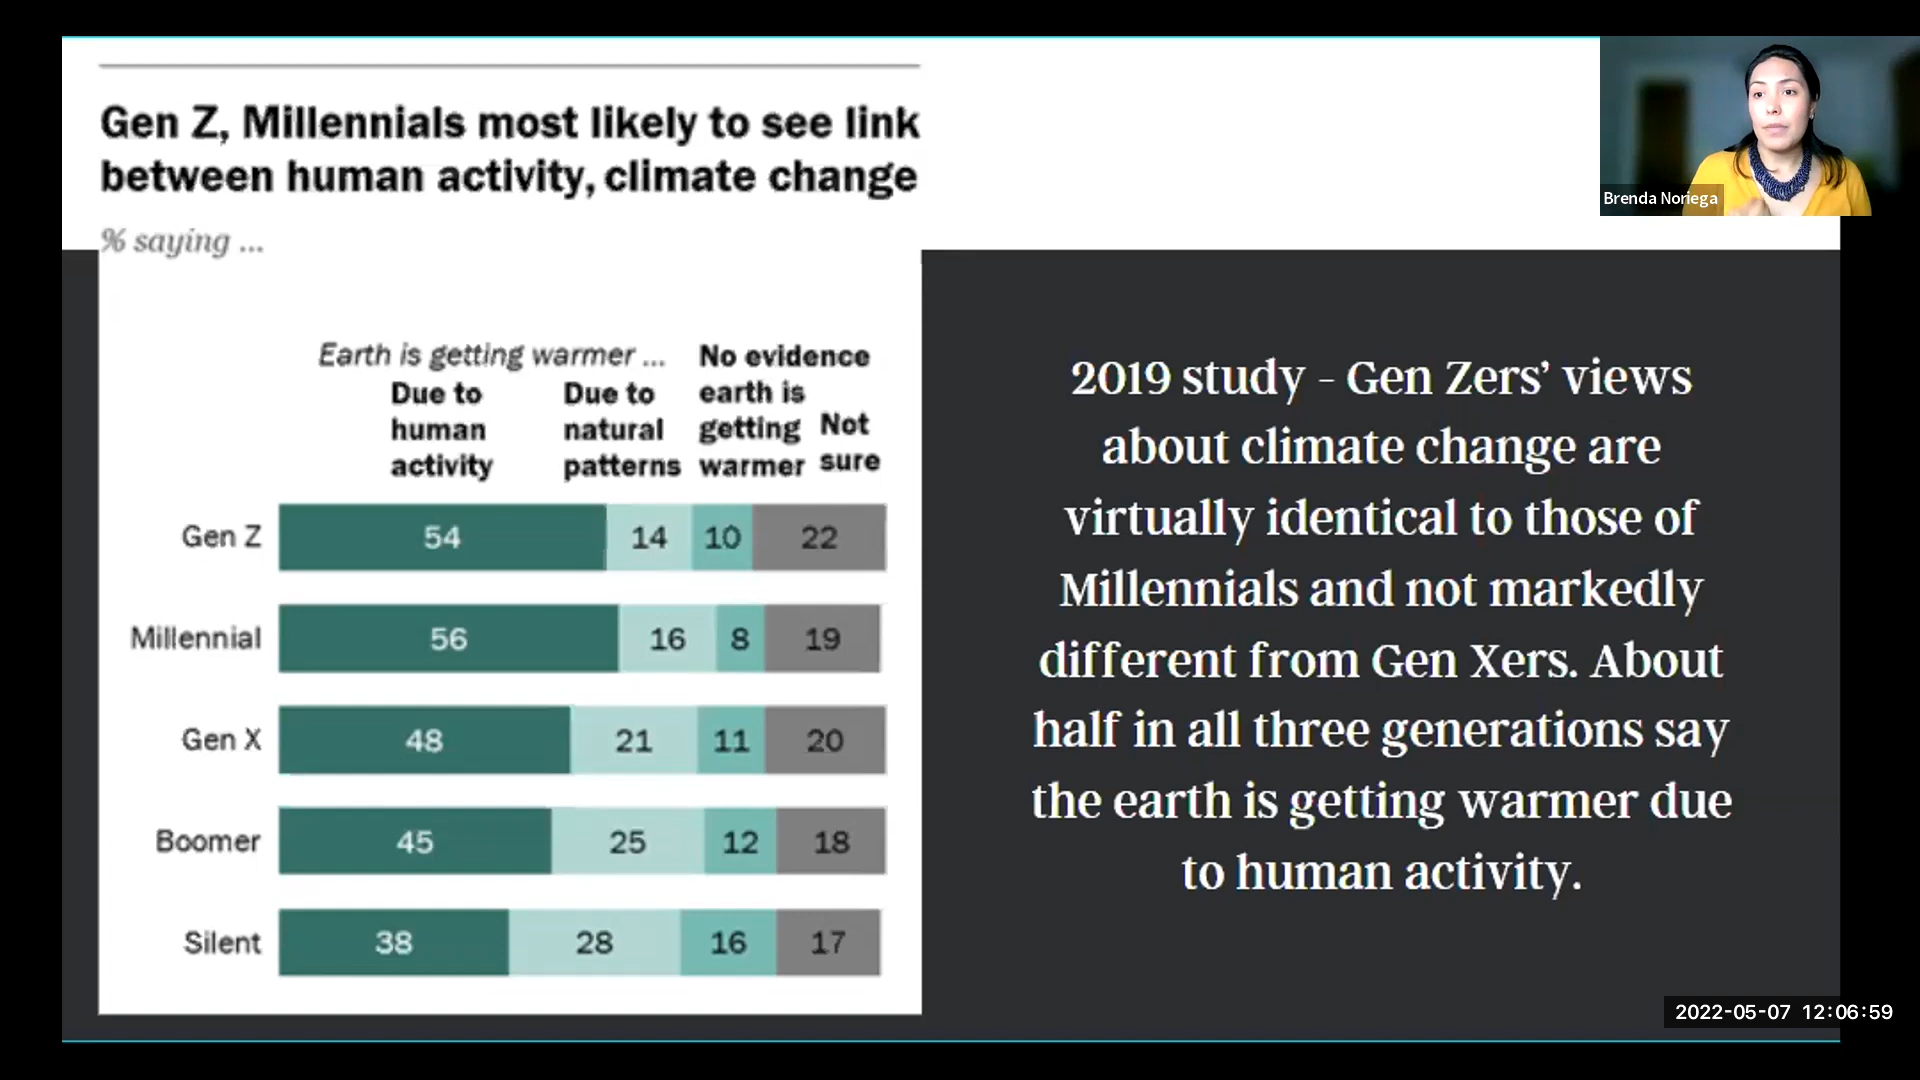 Gen Z, Millennials most likely to see link
between human activity, climate change
% saying ...
Earth is getting warmer ...
Due to
human
activity
Due to
natural
patterns
No evidence
earth is
getting
warmer
Not
sure
Gen Z 54 14 10 22
Millennial 56 16 8 19
Gen X 48 21 11 20
Boomer 45 25 12 18
Silent 38 28 16 17
2019 study - Gen Zers’ views
about climate change are
virtually identical to those of
Millennials and not markedly
different from Gen Xers. About
half in all three generations say
the earth is getting warmer due
to human activity.
Brenda Noriega
2022-05-07 12:06:59